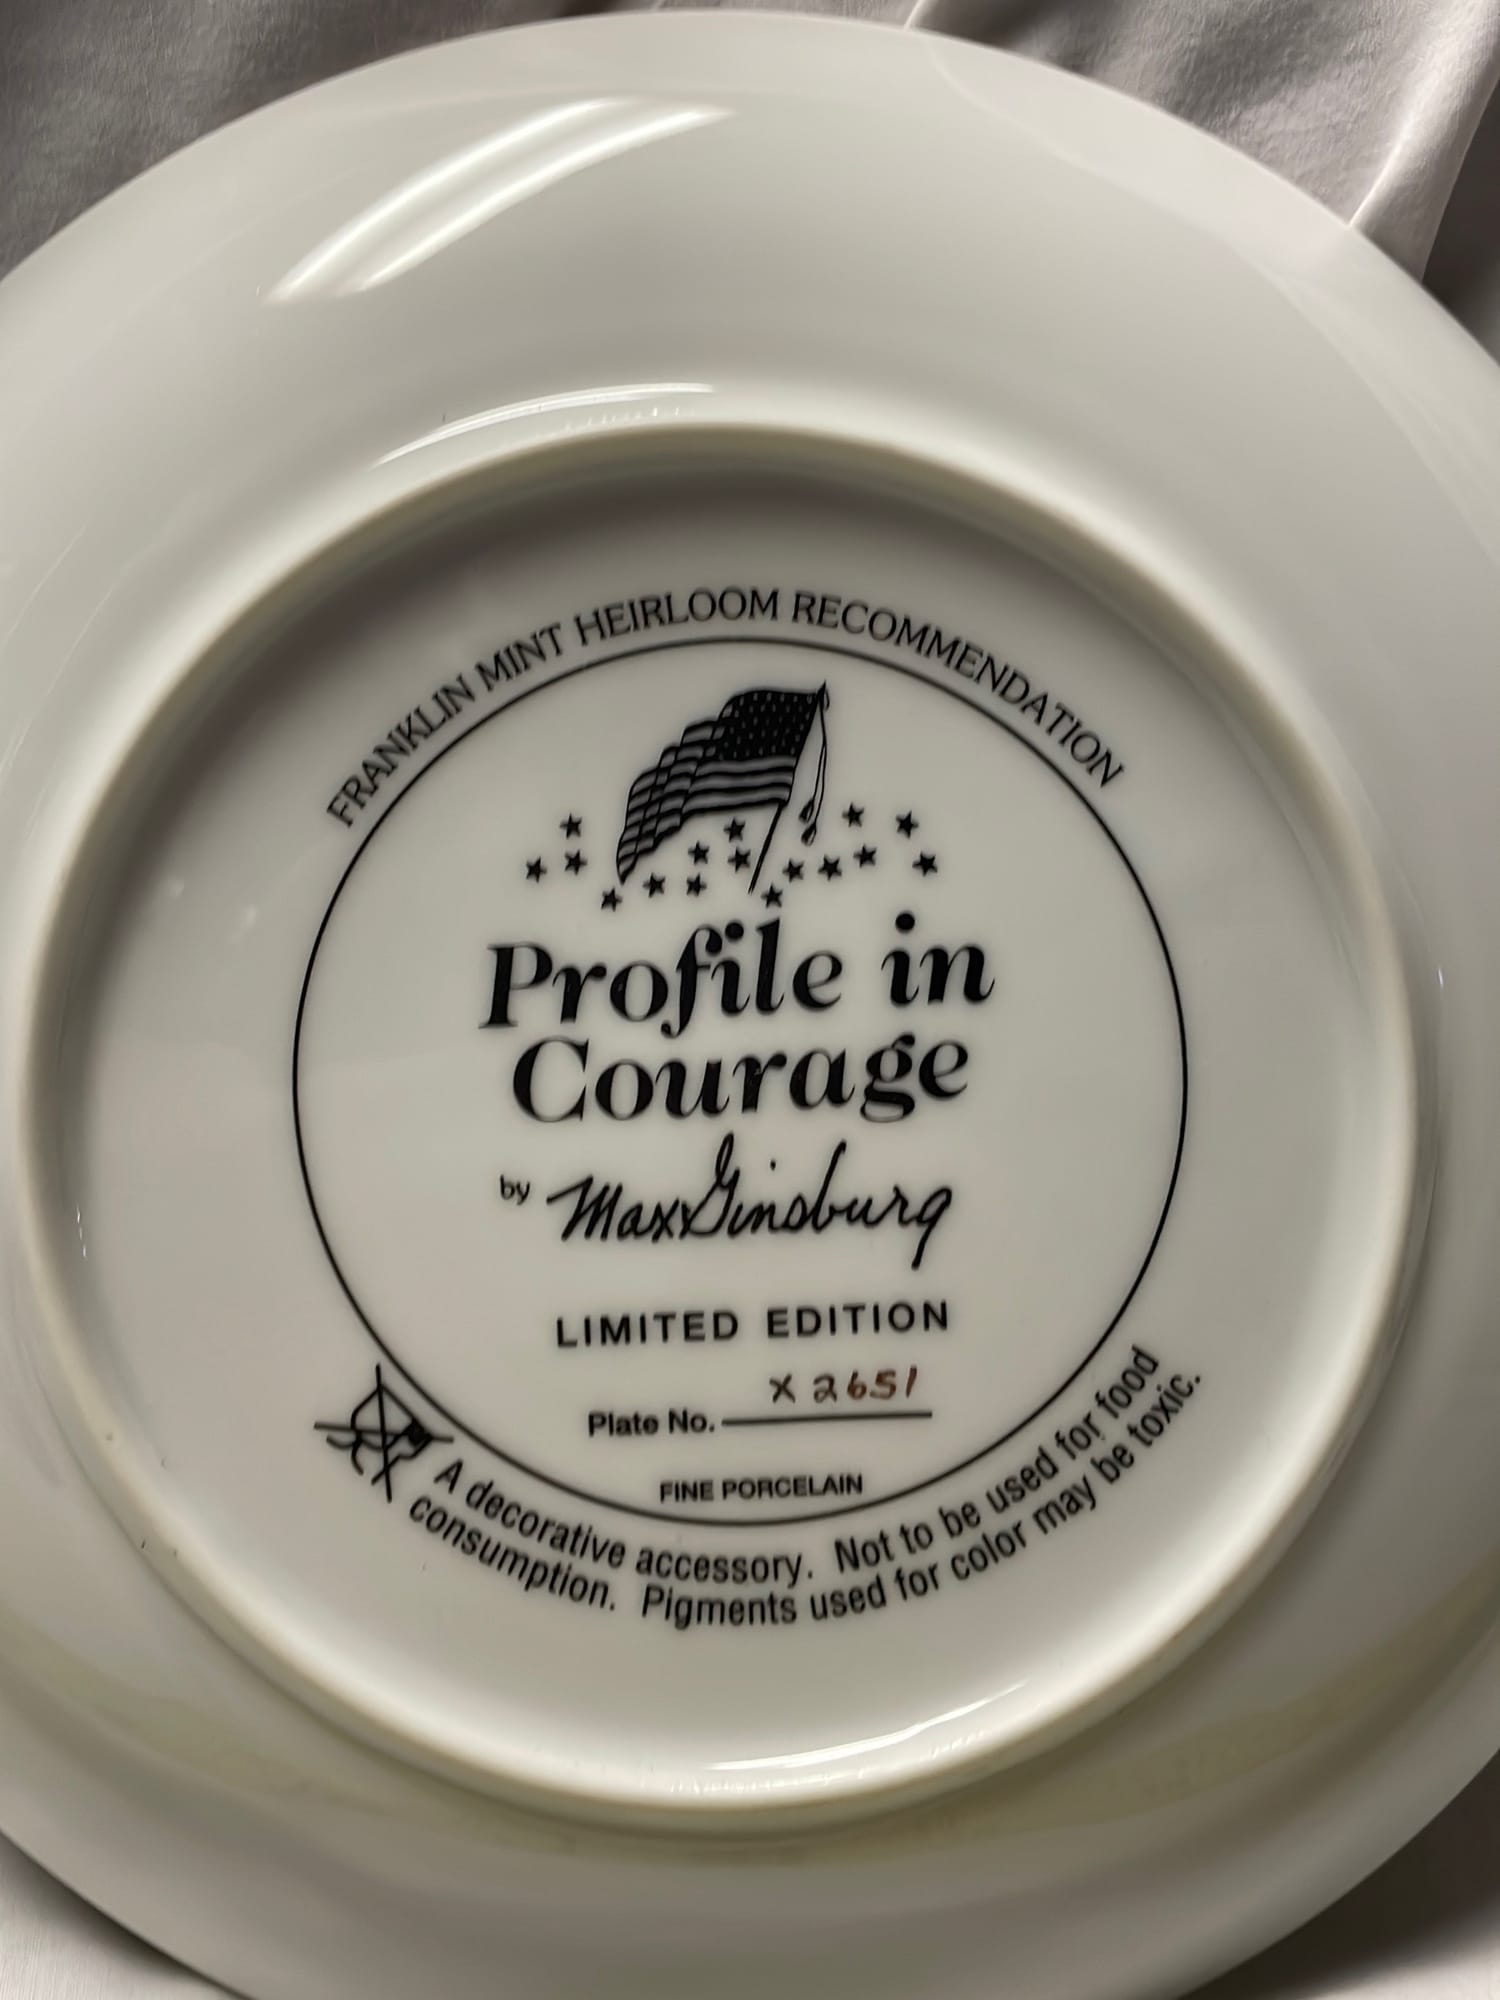 FRANKLIN MINT HEIRLOOM RECOMMENDATION
Profile in
Courage
by Max Ginsburg
LIMITED EDITION
Plate No. X2651
FINE PORCELAIN
A decorative accessory. Not to be used for food
consumption. Pigments used for color may be toxic.